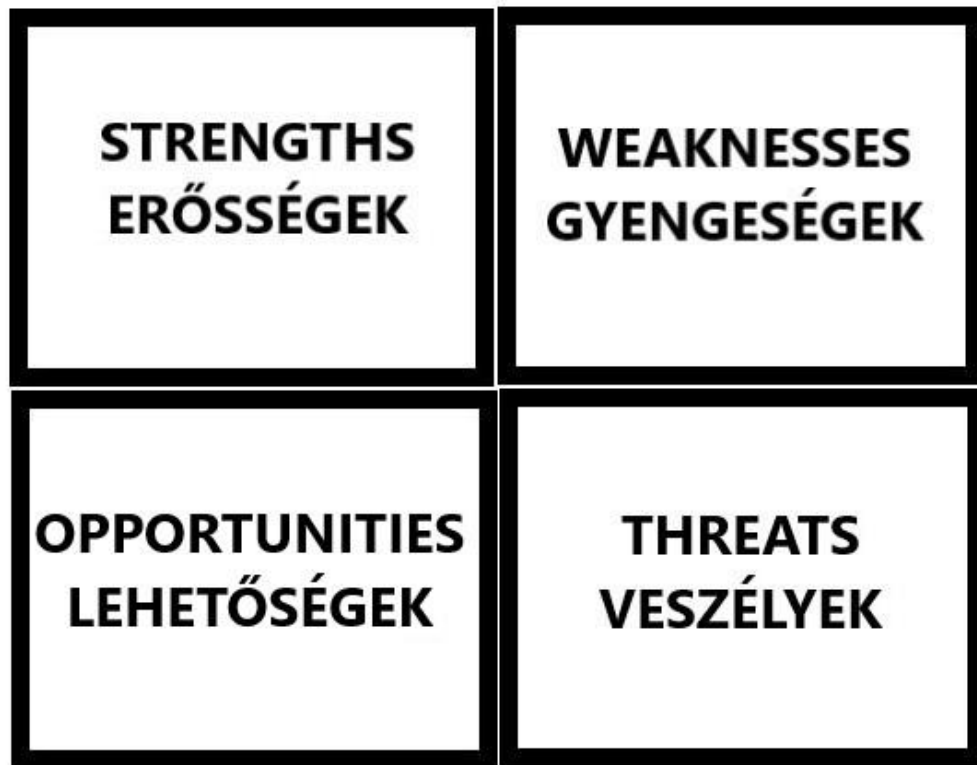 STRENGTHS
ERŐSSÉGEK
WEAKNESSES
GYENGESÉGEK
OPPORTUNITIES
LEHETŐSÉGEK
THREATS
VESZÉLYEK